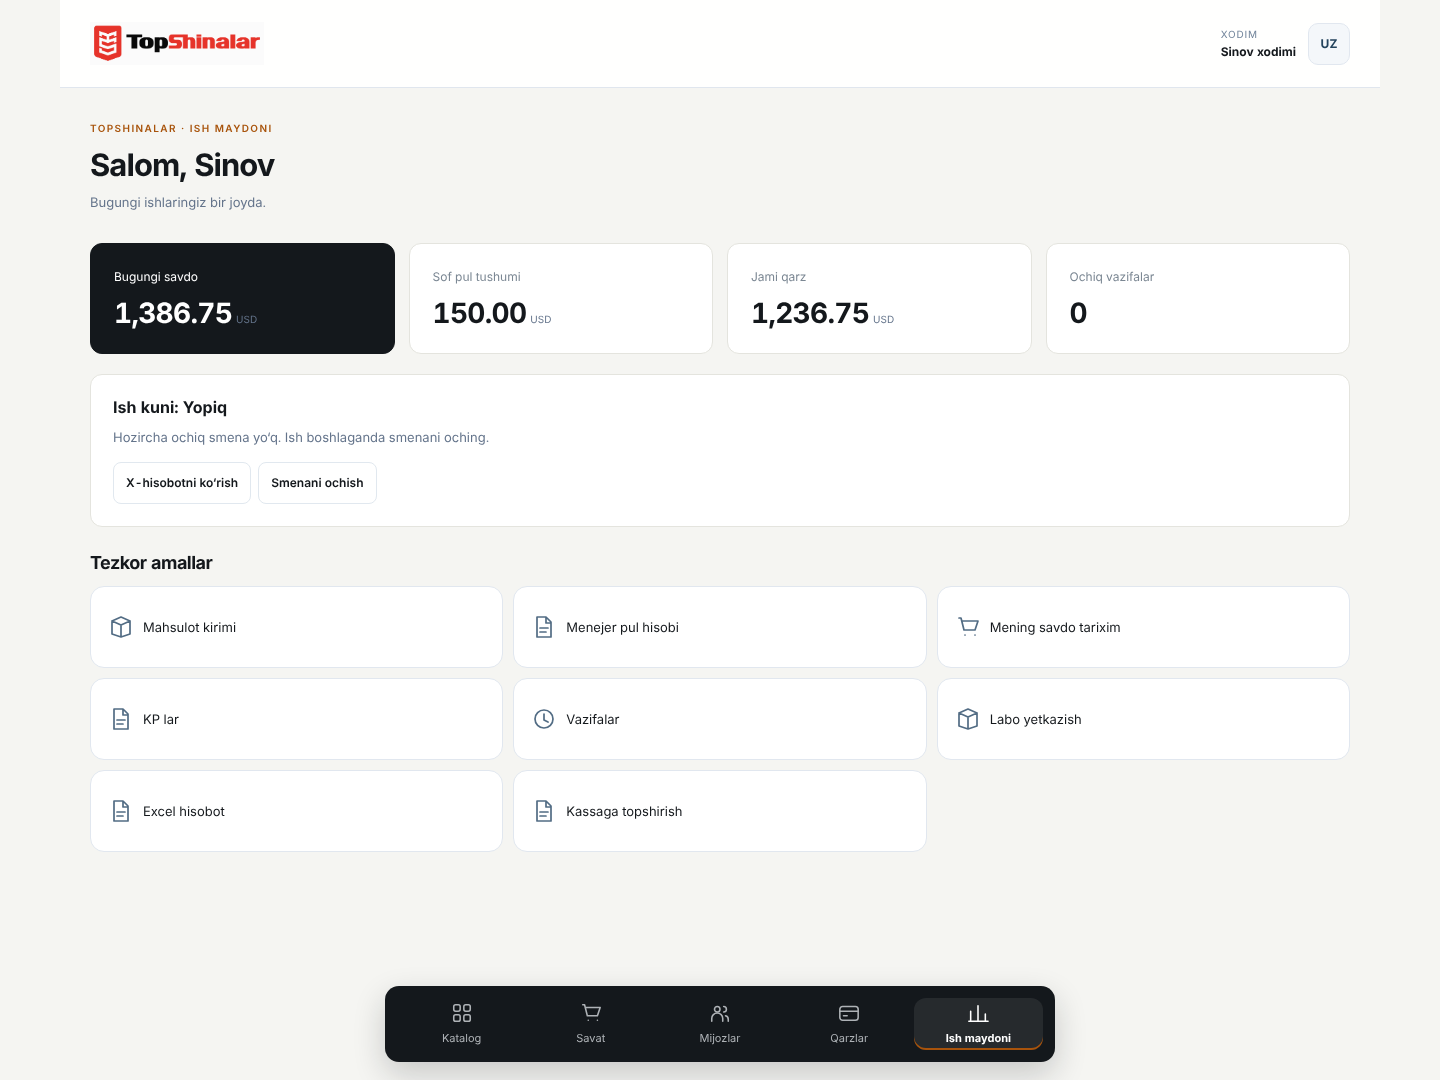 TopShinalar
XODIM
Sinov xodimi
UZ
TOPSHINALAR · ISH MAYDONI
Salom, Sinov
Bugungi ishlaringiz bir joyda.
Bugungi savdo
1,386.75 USD
Sof pul tushumi
150.00 USD
Jami qarz
1,236.75 USD
Ochiq vazifalar
0
Ish kuni: Yopiq
Hozircha ochiq smena yo‘q. Ish boshlaganda smenani oching.
X-hisobotni ko‘rish
Smenani ochish
Tezkor amallar
Mahsulot kirimi
Menejer pul hisobi
Mening savdo tarixim
KP lar
Vazifalar
Labo yetkazish
Excel hisobot
Kassaga topshirish
Katalog
Savat
Mijozlar
Qarzlar
Ish maydoni